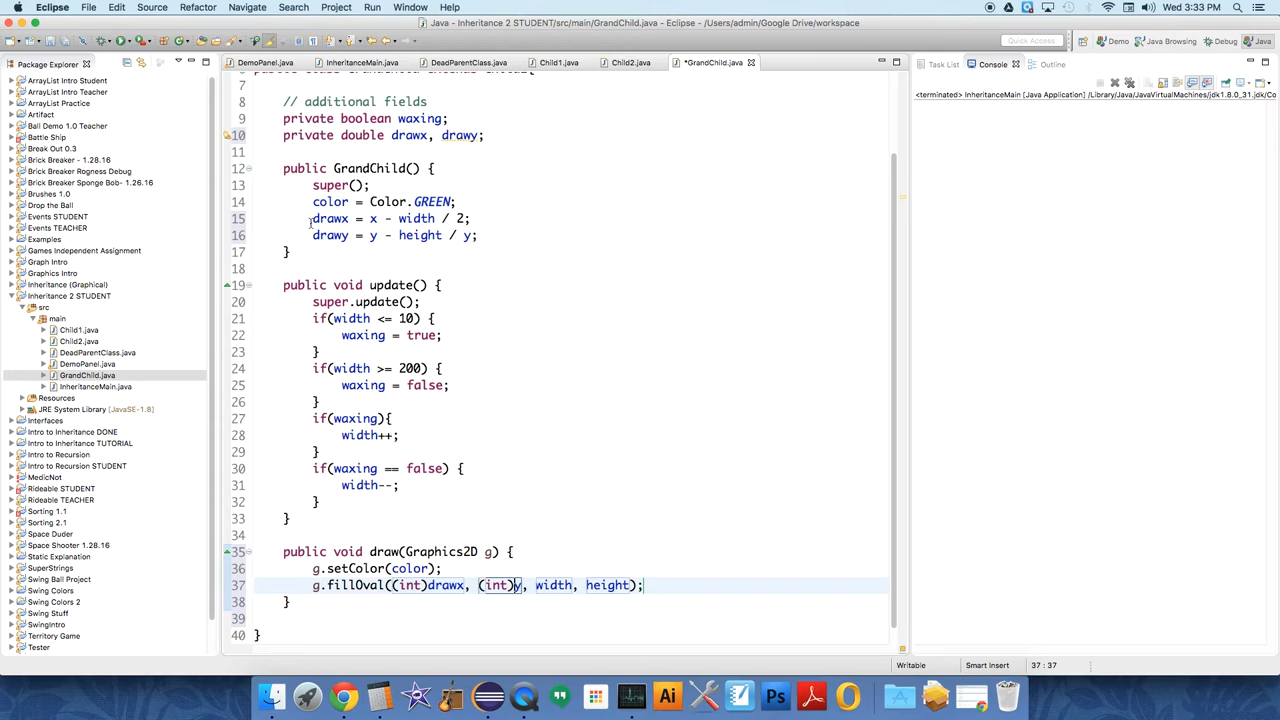 Eclipse File Edit Source Refactor Navigate Search Project Run Window Help Wed 3:33 PM
Java - Inheritance 2 STUDENT/src/main/GrandChild.java - Eclipse - /Users/admin/Google Drive/workspace
Quick Access Demo Java Browsing Debug Java
Package Explorer
ArrayList Intro Student
ArrayList Intro Teacher
ArrayList Practice
Artifact
Ball Demo 1.0 Teacher
Battle Ship
Break Out 0.3
Brick Breaker - 1.28.16
Brick Breaker Rogness Debug
Brick Breaker Sponge Bob- 1.26.16
Brushes 1.0
Events STUDENT
Events TEACHER
Examples
Games Independent Assignment
Graph Intro
Graphics Intro
Inheritance (Graphical)
Inheritance 2 STUDENT
src
main
Child1.java
Child2.java
DeadParentClass.java
DemoPanel.java
GrandChild.java
InheritanceMain.java
Resources
JRE System Library [JavaSE-1.8]
Interfaces
Intro to Inheritance DONE
Intro to Inheritance TUTORIAL
Intro to Recursion
Intro to Recursion STUDENT
MedicNot
Rideable STUDENT
Rideable TEACHER
Sorting 1.1
Sorting 2.1
Space Duder
Space Shooter 1.28.16
Static Explanation
SuperStrings
Swing Ball Project
Swing Colors
Swing Colors 2
Swing Stuff
SwingIntro
Territory Game
Tester
DemoPanel.java InheritanceMain.java DeadParentClass.java Child1.java Child2.java *GrandChild.java
7
8 // additional fields
9 private boolean waxing;
10 private double drawx, drawy;
11
12 public GrandChild() {
13 super();
14 color = Color.GREEN;
15 drawx = x - width / 2;
16 drawy = y - height / y;
17 }
18
19 public void update() {
20 super.update();
21 if(width <= 10) {
22 waxing = true;
23 }
24 if(width >= 200) {
25 waxing = false;
26 }
27 if(waxing){
28 width++;
29 }
30 if(waxing == false) {
31 width--;
32 }
33 }
34
35 public void draw(Graphics2D g) {
36 g.setColor(color);
37 g.fillOval((int)drawx, (int)y, width, height);
38 }
39
40 }
Task List Console Outline
<terminated> InheritanceMain [Java Application] /Library/Java/JavaVirtualMachines/jdk1.8.0_31.jdk/Co
Writable Smart Insert 37 : 37
Ai Ps